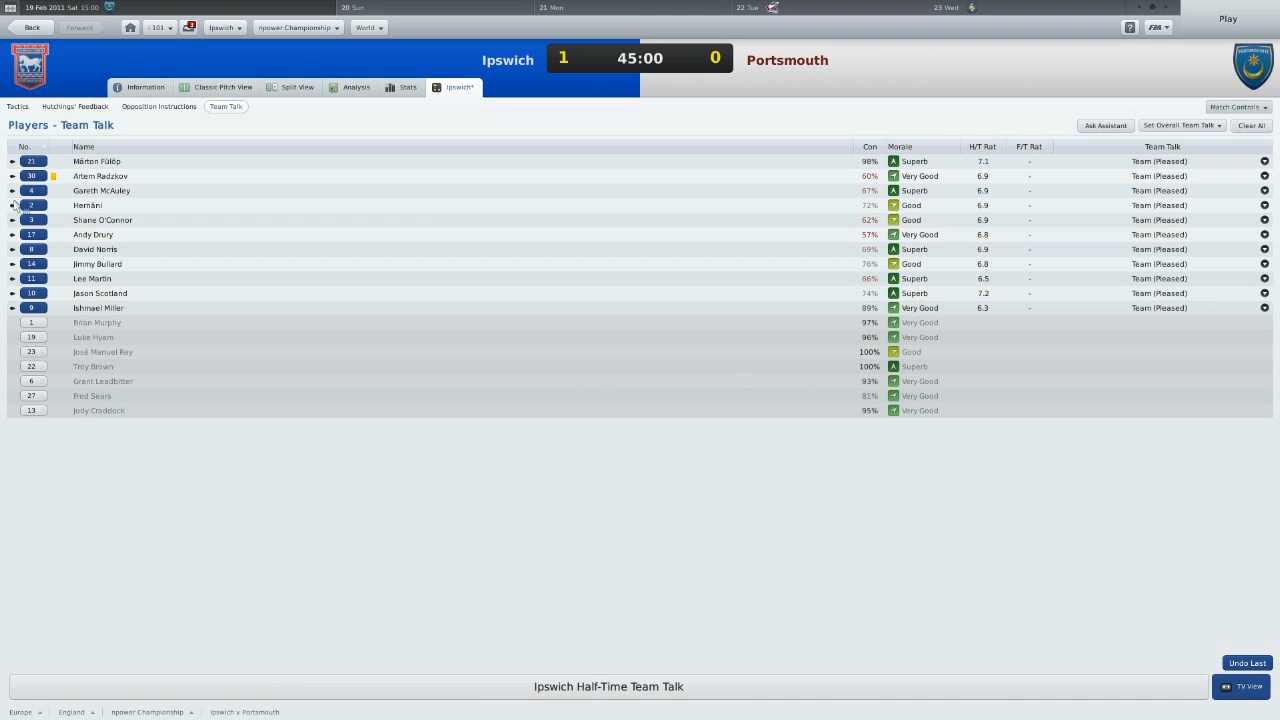 19 Feb 2011 Sat 15:00 20 Sun 21 Mon 22 Tue 23 Wed
Back Forward i 101 3 Ipswich npower Championship World ? FM Play
Ipswich 1 45:00 0 Portsmouth
Information Classic Pitch View Split View Analysis Stats Ipswich*
Tactics Hutchings' Feedback Opposition Instructions Team Talk Match Controls
Players - Team Talk Ask Assistant Set Overall Team Talk Clear All
No. Name Con Morale H/T Rat F/T Rat Team Talk
21 Márton Fülöp 98% Superb 7.1 - Team (Pleased)
30 Artem Radzkov 60% Very Good 6.9 - Team (Pleased)
4 Gareth McAuley 67% Superb 6.9 - Team (Pleased)
2 Hernâni 72% Good 6.9 - Team (Pleased)
3 Shane O'Connor 62% Good 6.9 - Team (Pleased)
17 Andy Drury 57% Very Good 6.8 - Team (Pleased)
8 David Norris 69% Superb 6.9 - Team (Pleased)
14 Jimmy Bullard 76% Good 6.8 - Team (Pleased)
11 Lee Martin 66% Superb 6.5 - Team (Pleased)
10 Jason Scotland 74% Superb 7.2 - Team (Pleased)
9 Ishmael Miller 89% Very Good 6.3 - Team (Pleased)
1 Brian Murphy 97% Very Good
19 Luke Hyam 96% Very Good
23 José Manuel Rey 100% Good
22 Troy Brown 100% Superb
6 Grant Leadbitter 93% Very Good
27 Fred Sears 81% Very Good
13 Jody Craddock 95% Very Good
Undo Last
Ipswich Half-Time Team Talk TV View
Europe England npower Championship Ipswich v Portsmouth